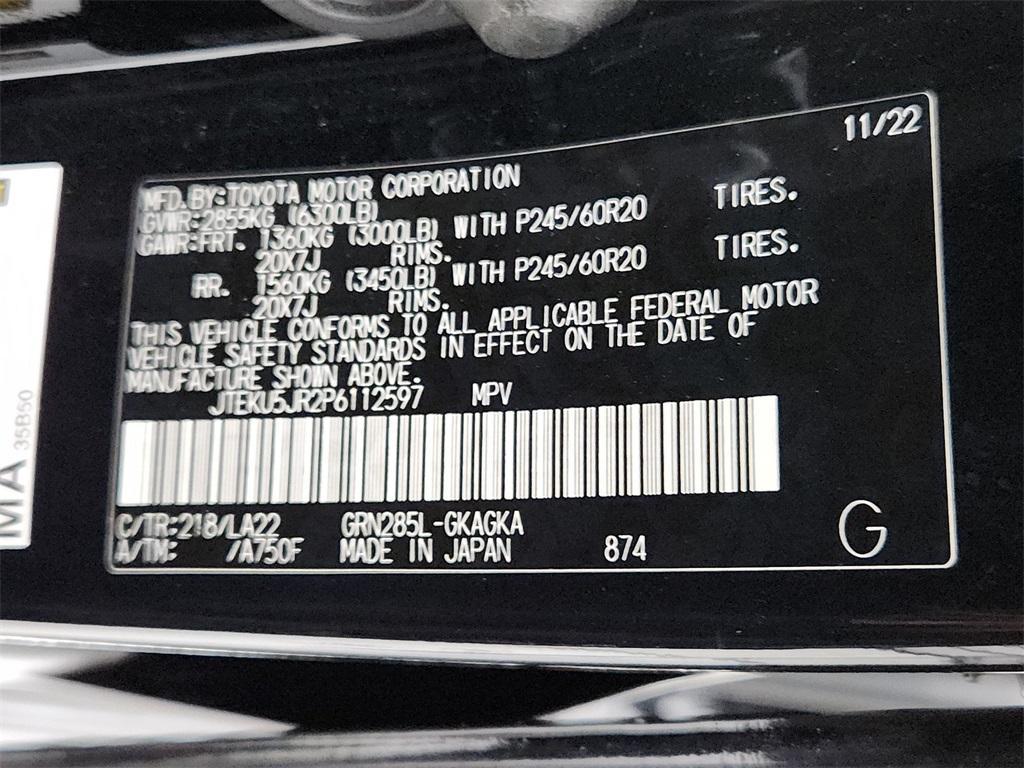 11/22
MFD.BY:TOYOTA MOTOR CORPORATION
GVWR:2855KG (6300LB)
GAWR:FRT. 1360KG (3000LB) WITH P245/60R20 TIRES.
20X7J RIMS.
RR. 1560KG (3450LB) WITH P245/60R20 TIRES.
20X7J RIMS.
THIS VEHICLE CONFORMS TO ALL APPLICABLE FEDERAL MOTOR
VEHICLE SAFETY STANDARDS IN EFFECT ON THE DATE OF
MANUFACTURE SHOWN ABOVE.
JTEKU5JR2P6112597 MPV
C/TR:218/LA22 GRN285L-GKAGKA
A/TM: /A750F MADE IN JAPAN 874
G
MIA
35B50